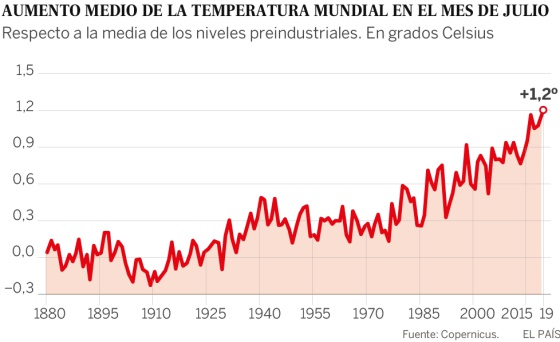 AUMENTO MEDIO DE LA TEMPERATURA MUNDIAL EN EL MES DE JULIO
Respecto a la media de los niveles preindustriales. En grados Celsius
1,5
+1,2º
1,2
0,9
0,6
0,3
0,0
–0,3
1880 1895 1910 1925 1940 1955 1970 1985 2000 2015 19
Fuente: Copernicus. EL PAÍS